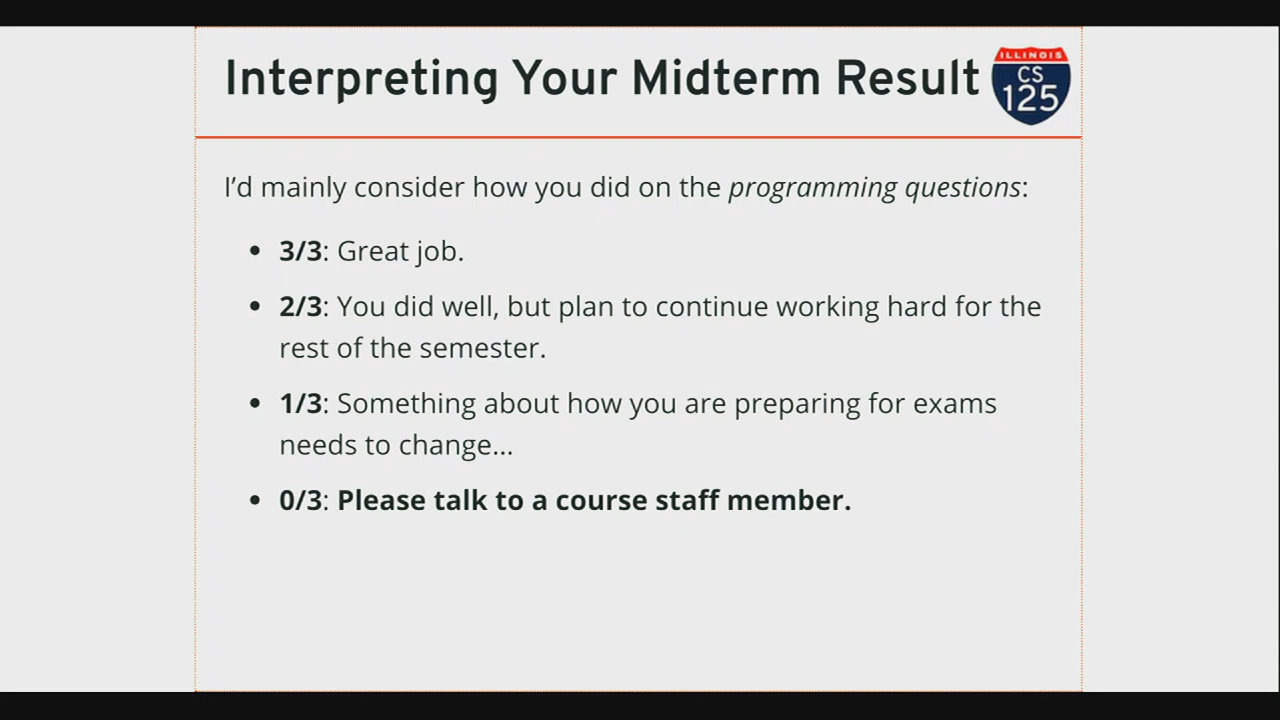 Interpreting Your Midterm Result
ILLINOIS
CS
125
I'd mainly consider how you did on the programming questions:
• 3/3: Great job.
• 2/3: You did well, but plan to continue working hard for the
rest of the semester.
• 1/3: Something about how you are preparing for exams
needs to change...
• 0/3: Please talk to a course staff member.